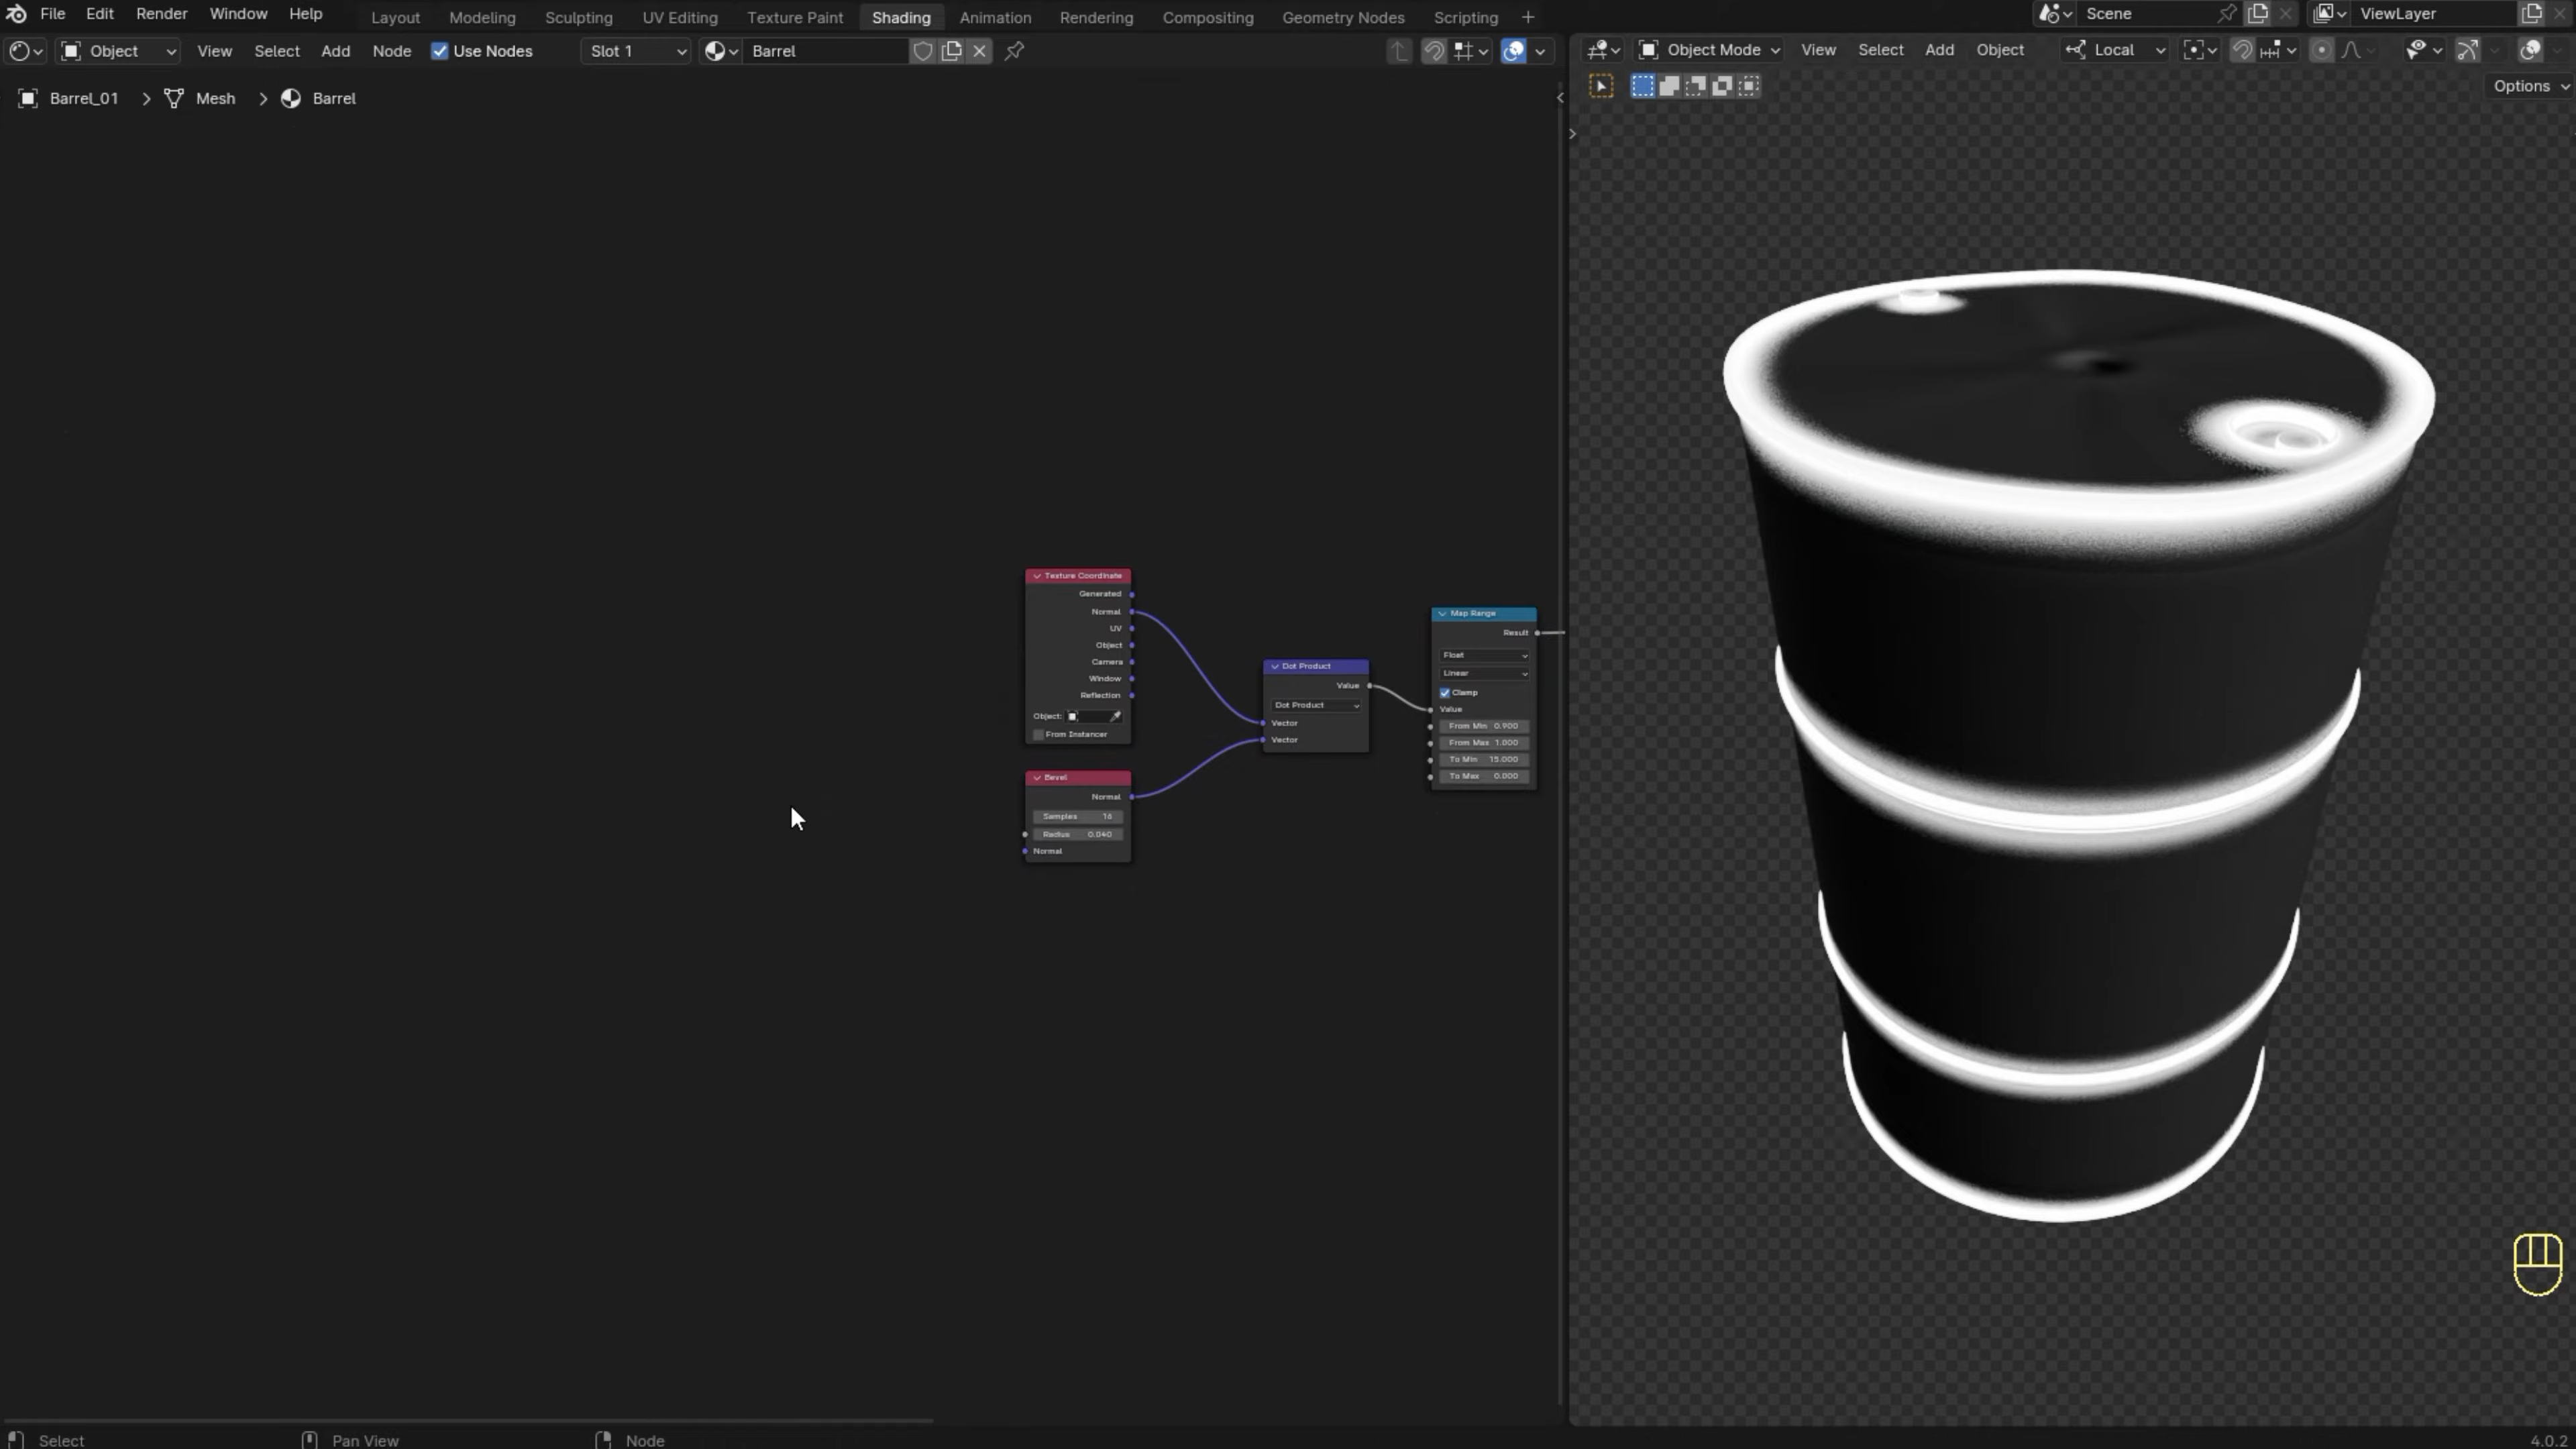 File Edit Render Window Help Layout Modeling Sculpting UV Editing Texture Paint Shading Animation Rendering Compositing Geometry Nodes Scripting + Scene ViewLayer
Object View Select Add Node Use Nodes Slot 1 Barrel Object Mode View Select Add Object Local
Options
Barrel_01 > Mesh > Barrel
Texture Coordinate
Generated
Normal
UV
Object
Camera
Window
Reflection
Object:
From Instancer
Bevel
Normal
Samples 16
Radius 0.040
Normal
Dot Product
Value
Dot Product
Vector
Vector
Map Range
Result
Float
Linear
Clamp
Value
From Min 0.900
From Max 1.000
To Min 15.000
To Max 0.000
Select Pan View Node 4.0.2